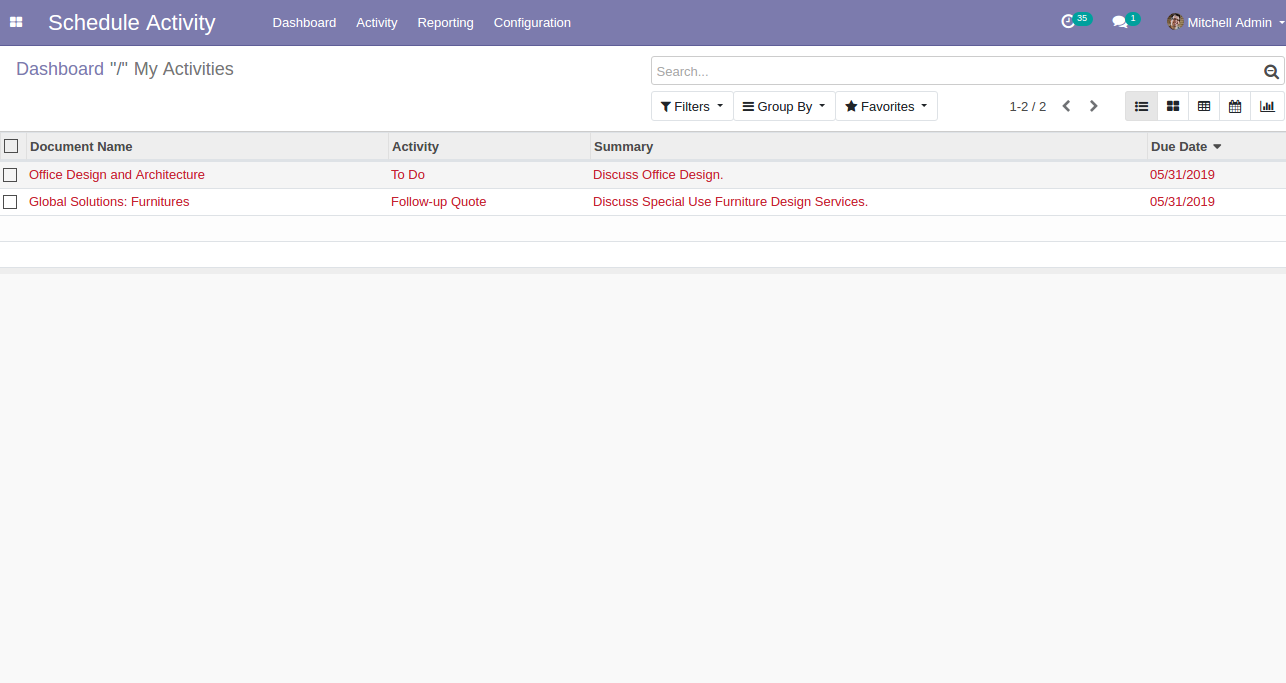 Schedule Activity Dashboard Activity Reporting Configuration 35 1 Mitchell Admin
Dashboard "/" My Activities
Search...
Filters Group By Favorites 1-2 / 2
Document Name Activity Summary Due Date
Office Design and Architecture To Do Discuss Office Design. 05/31/2019
Global Solutions: Furnitures Follow-up Quote Discuss Special Use Furniture Design Services. 05/31/2019